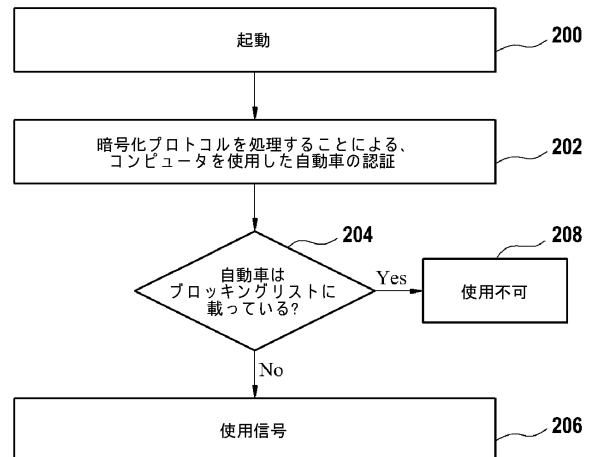 起動
200
暗号化プロトコルを処理することによる、
コンピュータを使用した自動車の認証
202
204
自動車は
ブロッキングリストに
載っている?
Yes
208
使用不可
No
使用信号
206